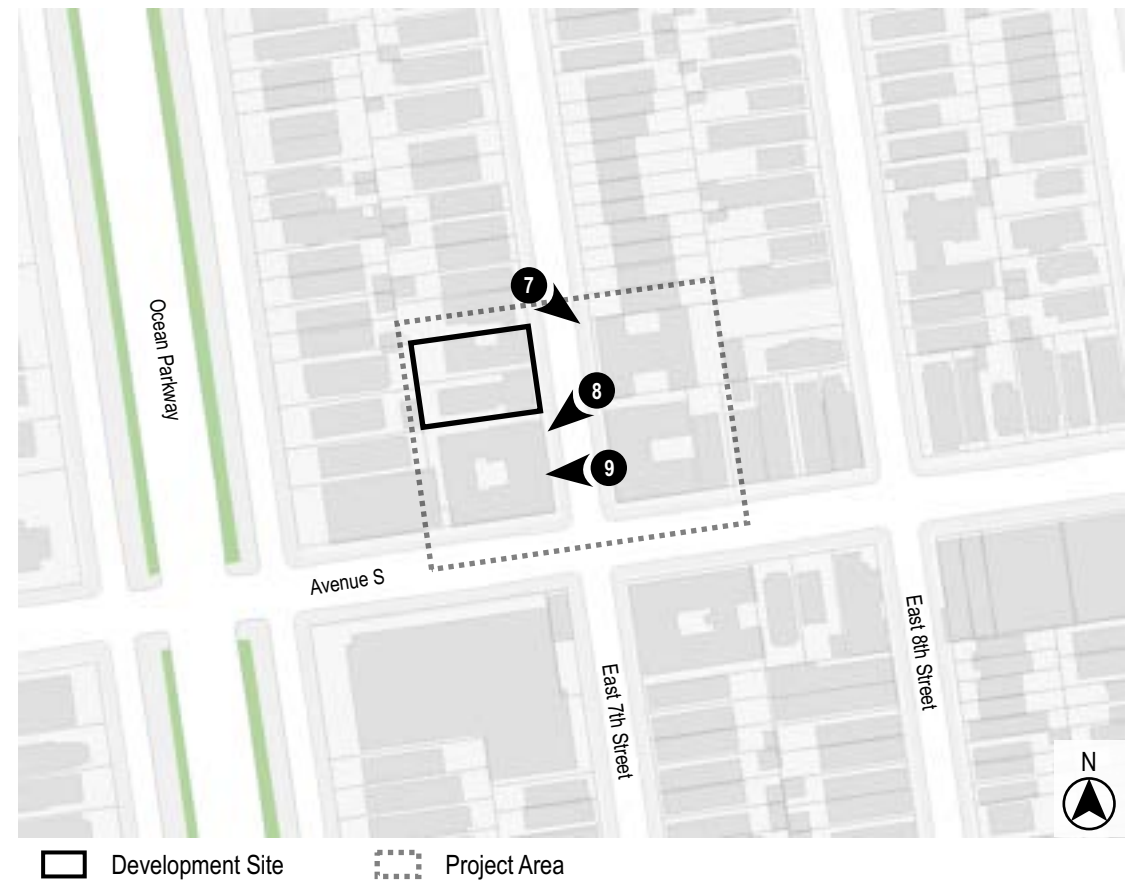 7
8
9
Ocean Parkway
Avenue S
East 7th Street
East 8th Street
N
Development Site
Project Area